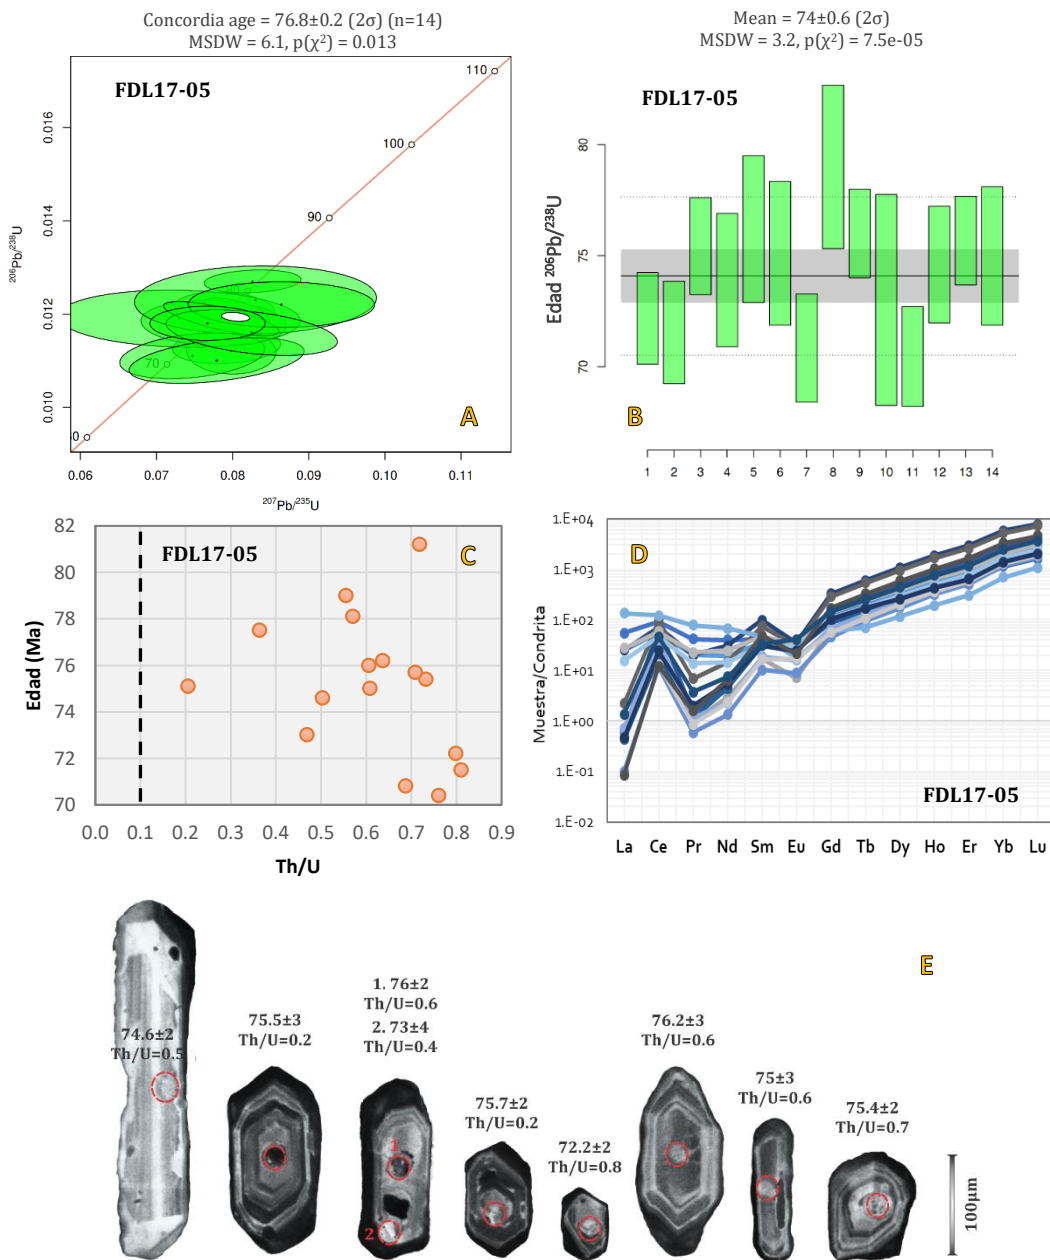 Concordia age = 76.8±0.2 (2σ) (n=14)
MSDW = 6.1, p(χ²) = 0.013
FDL17-05
110
100
90
80
70
0.016
0.014
0.012
0.010
²⁰⁶Pb/²³⁸U
0.06 0.07 0.08 0.09 0.10 0.11
²⁰⁷Pb/²³⁵U
A
Mean = 74±0.6 (2σ)
MSDW = 3.2, p(χ²) = 7.5e-05
FDL17-05
80
75
70
Edad ²⁰⁶Pb/²³⁸U
B
1 2 3 4 5 6 7 8 9 10 11 12 13 14
82
80
78
76
74
72
70
Edad (Ma)
FDL17-05
C
0.0 0.1 0.2 0.3 0.4 0.5 0.6 0.7 0.8 0.9
Th/U
1.E+04
1.E+03
1.E+02
1.E+01
1.E+00
1.E-01
1.E-02
Muestra/Condrita
D
FDL17-05
La Ce Pr Nd Sm Eu Gd Tb Dy Ho Er Yb Lu
E
74.6±2
Th/U=0.5
75.5±3
Th/U=0.2
1. 76±2
Th/U=0.6
2.73±4
Th/U=0.4
1
2
75.7±2
Th/U=0.2
72.2±2
Th/U=0.8
76.2±3
Th/U=0.6
75±3
Th/U=0.6
75.4±2
Th/U=0.7
100µm